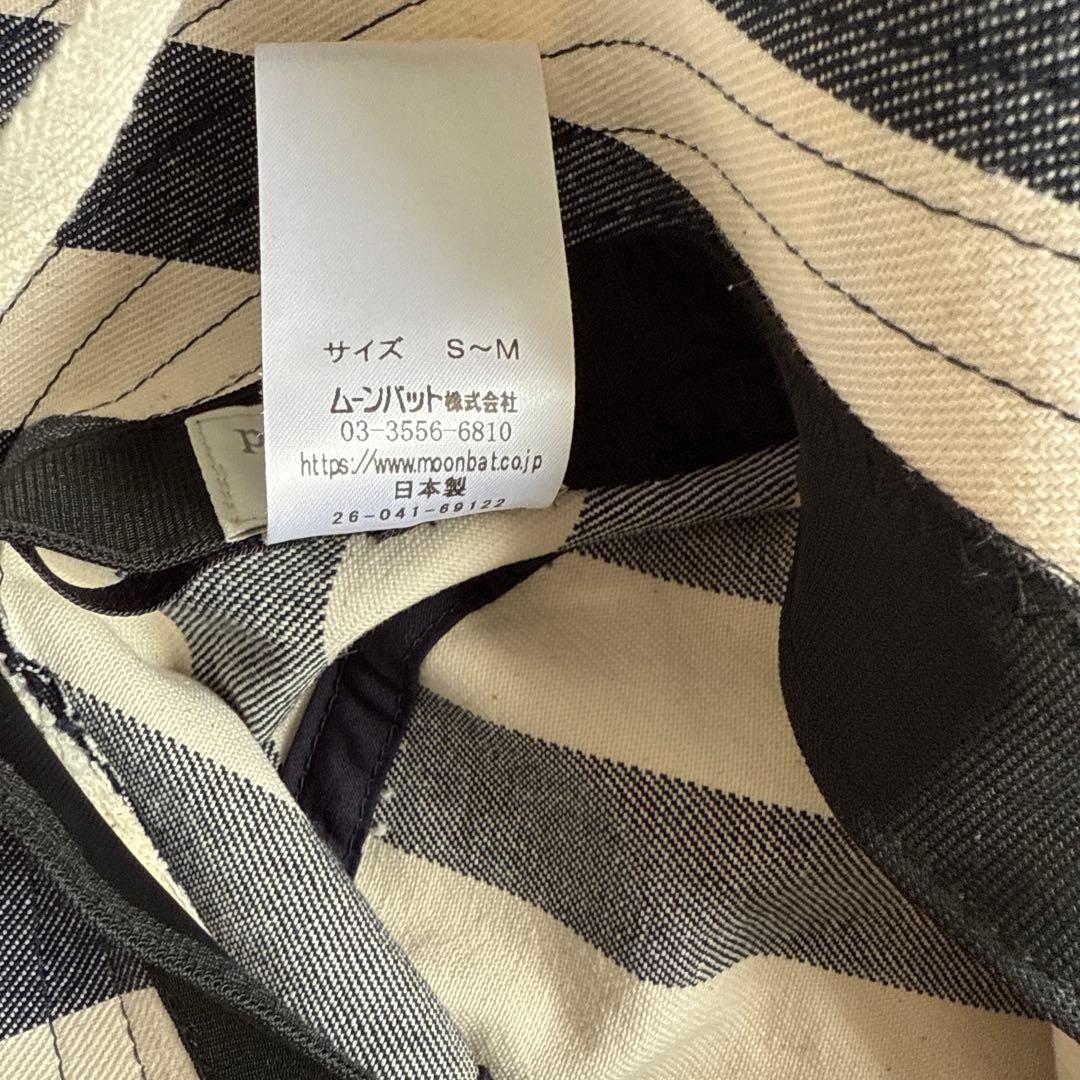 サイズ S〜M
ムーンバット株式会社
03-3556-6810
https://www.moonbat.co.jp
日本製
26-041-69122